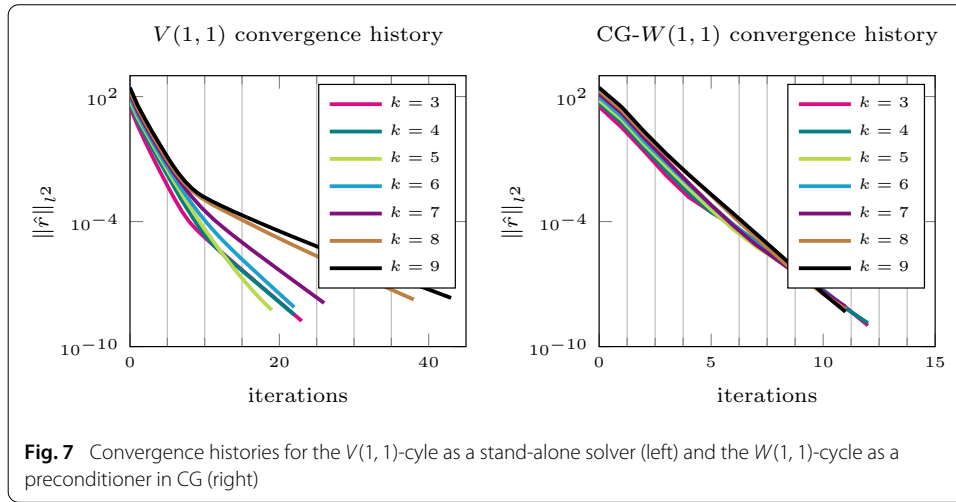 V(1, 1) convergence history
10^2
10^−4
10^−10
‖r̂‖_{l^2}
k = 3
k = 4
k = 5
k = 6
k = 7
k = 8
k = 9
0
20
40
iterations
CG-W(1, 1) convergence history
10^2
10^−4
10^−10
‖r̂‖_{l^2}
k = 3
k = 4
k = 5
k = 6
k = 7
k = 8
k = 9
0
5
10
15
iterations
Fig. 7 Convergence histories for the V(1, 1)-cyle as a stand-alone solver (left) and the W(1, 1)-cycle as a
preconditioner in CG (right)